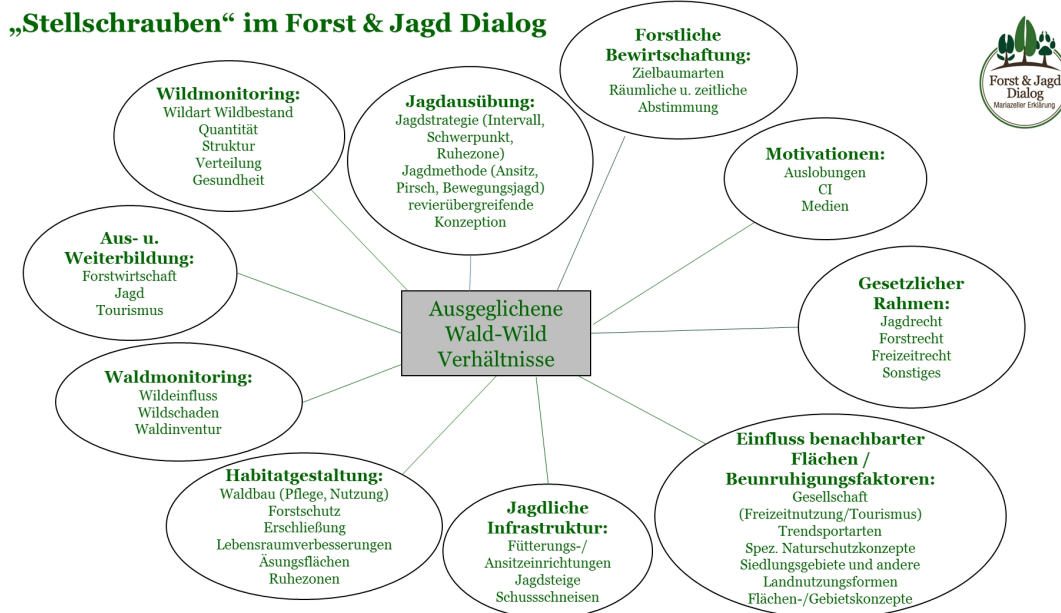 „Stellschrauben“ im Forst & Jagd Dialog
Forst & Jagd
Dialog
Mariazeller Erklärung
Forstliche
Bewirtschaftung:
Zielbaumarten
Räumliche u. zeitliche
Abstimmung
Wildmonitoring:
Wildart Wildbestand
Quantität
Struktur
Verteilung
Gesundheit
Jagdausübung:
Jagdstrategie (Intervall,
Schwerpunkt,
Ruhezone)
Jagdmethode (Ansitz,
Pirsch, Bewegungsjagd)
revierübergreifende
Konzeption
Motivationen:
Auslobungen
CI
Medien
Aus- u.
Weiterbildung:
Forstwirtschaft
Jagd
Tourismus
Ausgeglichene
Wald-Wild
Verhältnisse
Gesetzlicher
Rahmen:
Jagdrecht
Forstrecht
Freizeitrecht
Sonstiges
Waldmonitoring:
Wildeinfluss
Wildschaden
Waldinventur
Habitatgestaltung:
Waldbau (Pflege, Nutzung)
Forstschutz
Erschließung
Lebensraumverbesserungen
Äsungsflächen
Ruhezonen
Jagdliche
Infrastruktur:
Fütterungs-/
Ansitzeinrichtungen
Jagdsteige
Schussschneisen
Einfluss benachbarter
Flächen /
Beunruhigungsfaktoren:
Gesellschaft
(Freizeitnutzung/Tourismus)
Trendsportarten
Spez. Naturschutzkonzepte
Siedlungsgebiete und andere
Landnutzungsformen
Flächen-/Gebietskonzepte